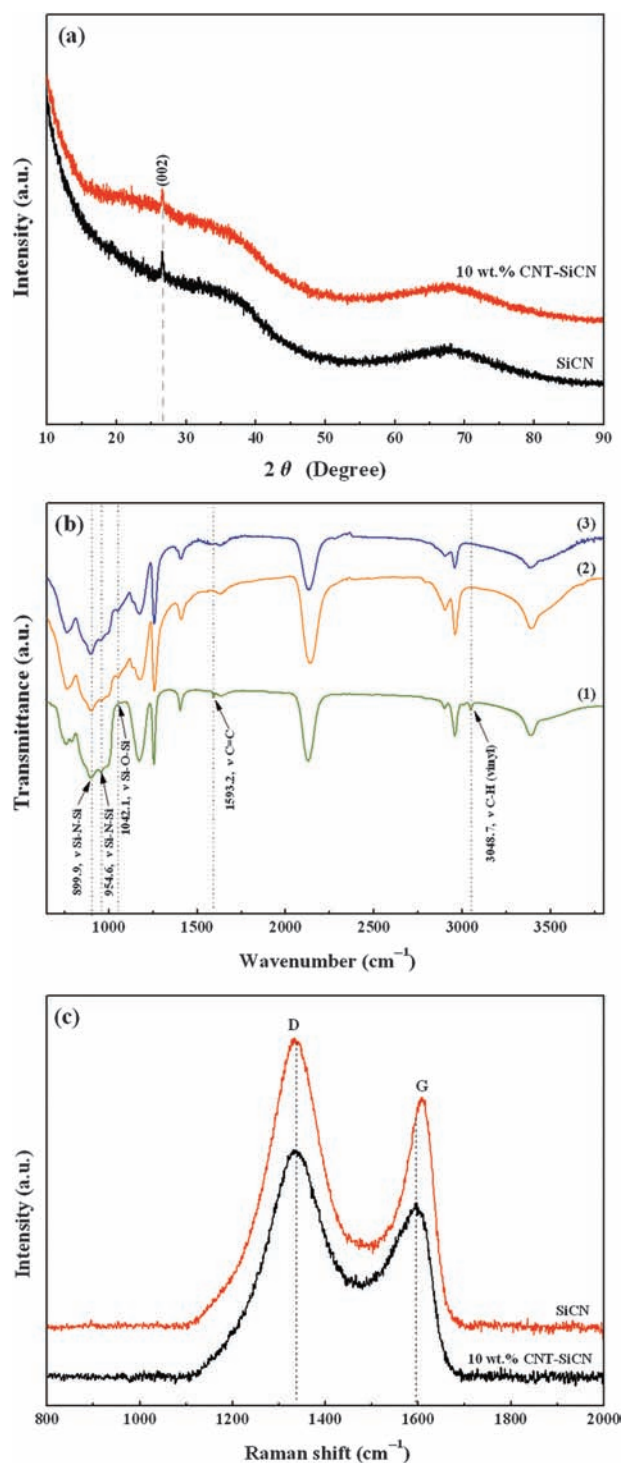 (a)
Intensity (a.u.)
(002)
10 wt.% CNT-SiCN
SiCN
10 20 30 40 50 60 70 80 90
2 θ (Degree)
(b)
Transmittance (a.u.)
(3)
(2)
(1)
899.9, ν Si-N-Si
954.6, ν Si-N-Si
1042.1, ν Si-O-Si
1593.2, ν C=C
3048.7, ν C-H (vinyl)
1000 1500 2000 2500 3000 3500
Wavenumber (cm⁻¹)
(c)
Intensity (a.u.)
D
G
SiCN
10 wt.% CNT-SiCN
800 1000 1200 1400 1600 1800 2000
Raman shift (cm⁻¹)